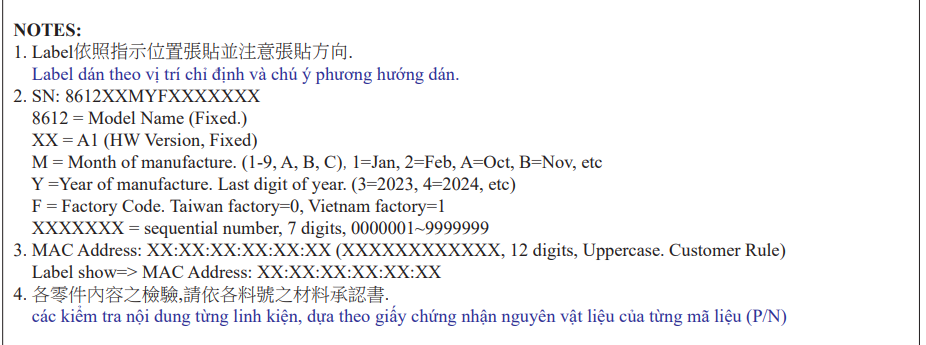 NOTES:
1. Label依照指示位置張貼並注意張貼方向.
Label dán theo vị trí chỉ định và chú ý phương hướng dán.
2. SN: 8612XXMYFXXXXXXX
8612 = Model Name (Fixed.)
XX = A1 (HW Version, Fixed)
M = Month of manufacture. (1-9, A, B, C), 1=Jan, 2=Feb, A=Oct, B=Nov, etc
Y =Year of manufacture. Last digit of year. (3=2023, 4=2024, etc)
F = Factory Code. Taiwan factory=0, Vietnam factory=1
XXXXXXX = sequential number, 7 digits, 0000001~9999999
3. MAC Address: XX:XX:XX:XX:XX:XX (XXXXXXXXXXXX, 12 digits, Uppercase. Customer Rule)
Label show=> MAC Address: XX:XX:XX:XX:XX:XX
4. 各零件內容之檢驗,請依各料號之材料承認書.
các kiểm tra nội dung từng linh kiện, dựa theo giấy chứng nhận nguyên vật liệu của từng mã liệu (P/N)